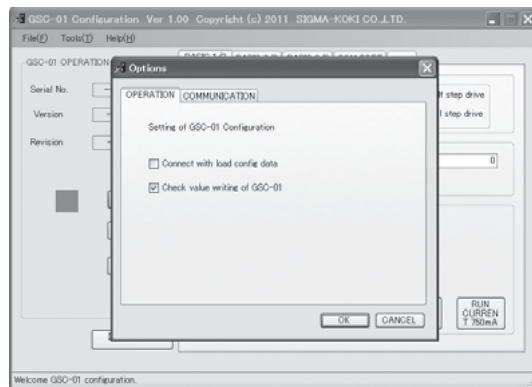 GSC-01 Configuration Ver 1.00 Copyright (c) 2011 SIGMA-KOKI CO.,LTD.
File(F) Tools(T) Help(H)
GSC-01 OPERATION
Options
Serial No.
OPERATION COMMUNICATION
step drive
Version
step drive
Setting of GSC-01 Configuration
Revision
Connect with load config data
0
Check value writing of GSC-01
OK CANCEL
RUN
CURREN
T 750mA
Welcome GSC-01 configuration.